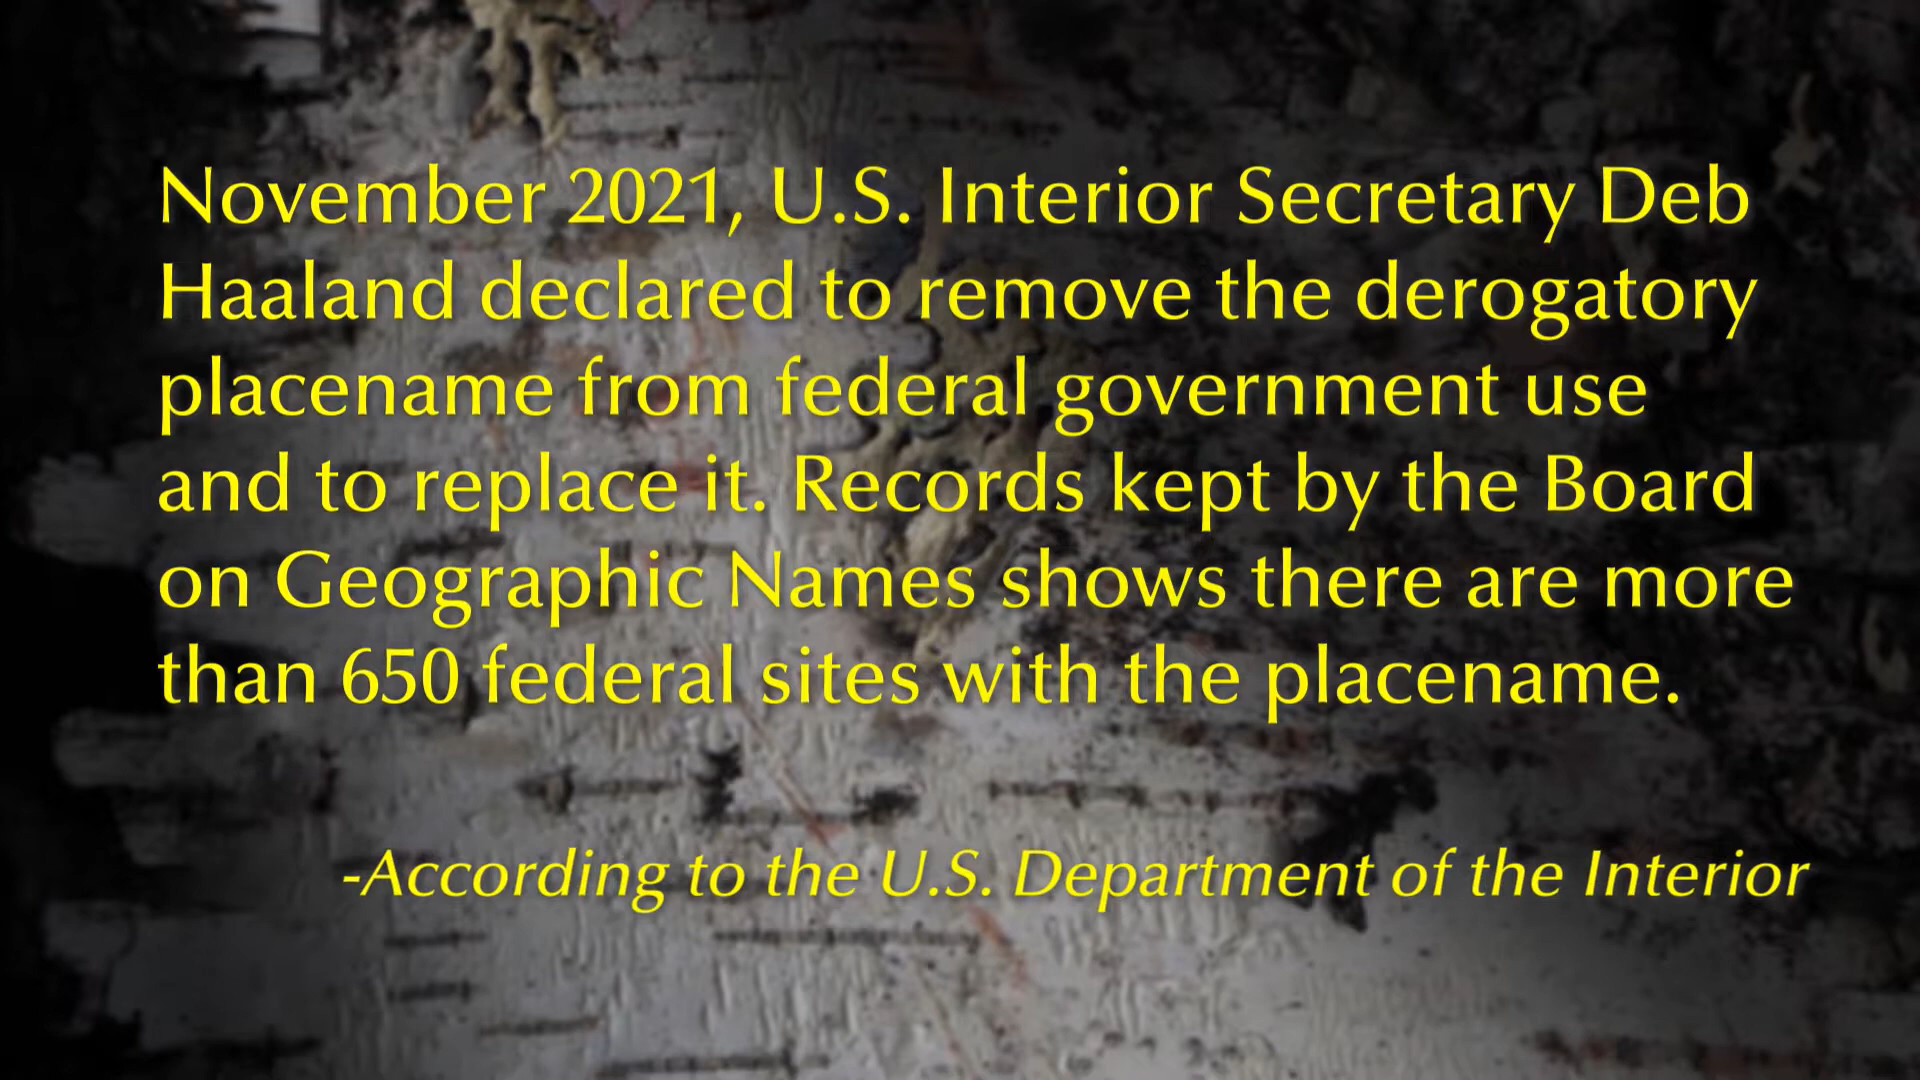 November 2021, U.S. Interior Secretary Deb
Haaland declared to remove the derogatory
placename from federal government use
and to replace it. Records kept by the Board
on Geographic Names shows there are more
than 650 federal sites with the placename.
-According to the U.S. Department of the Interior